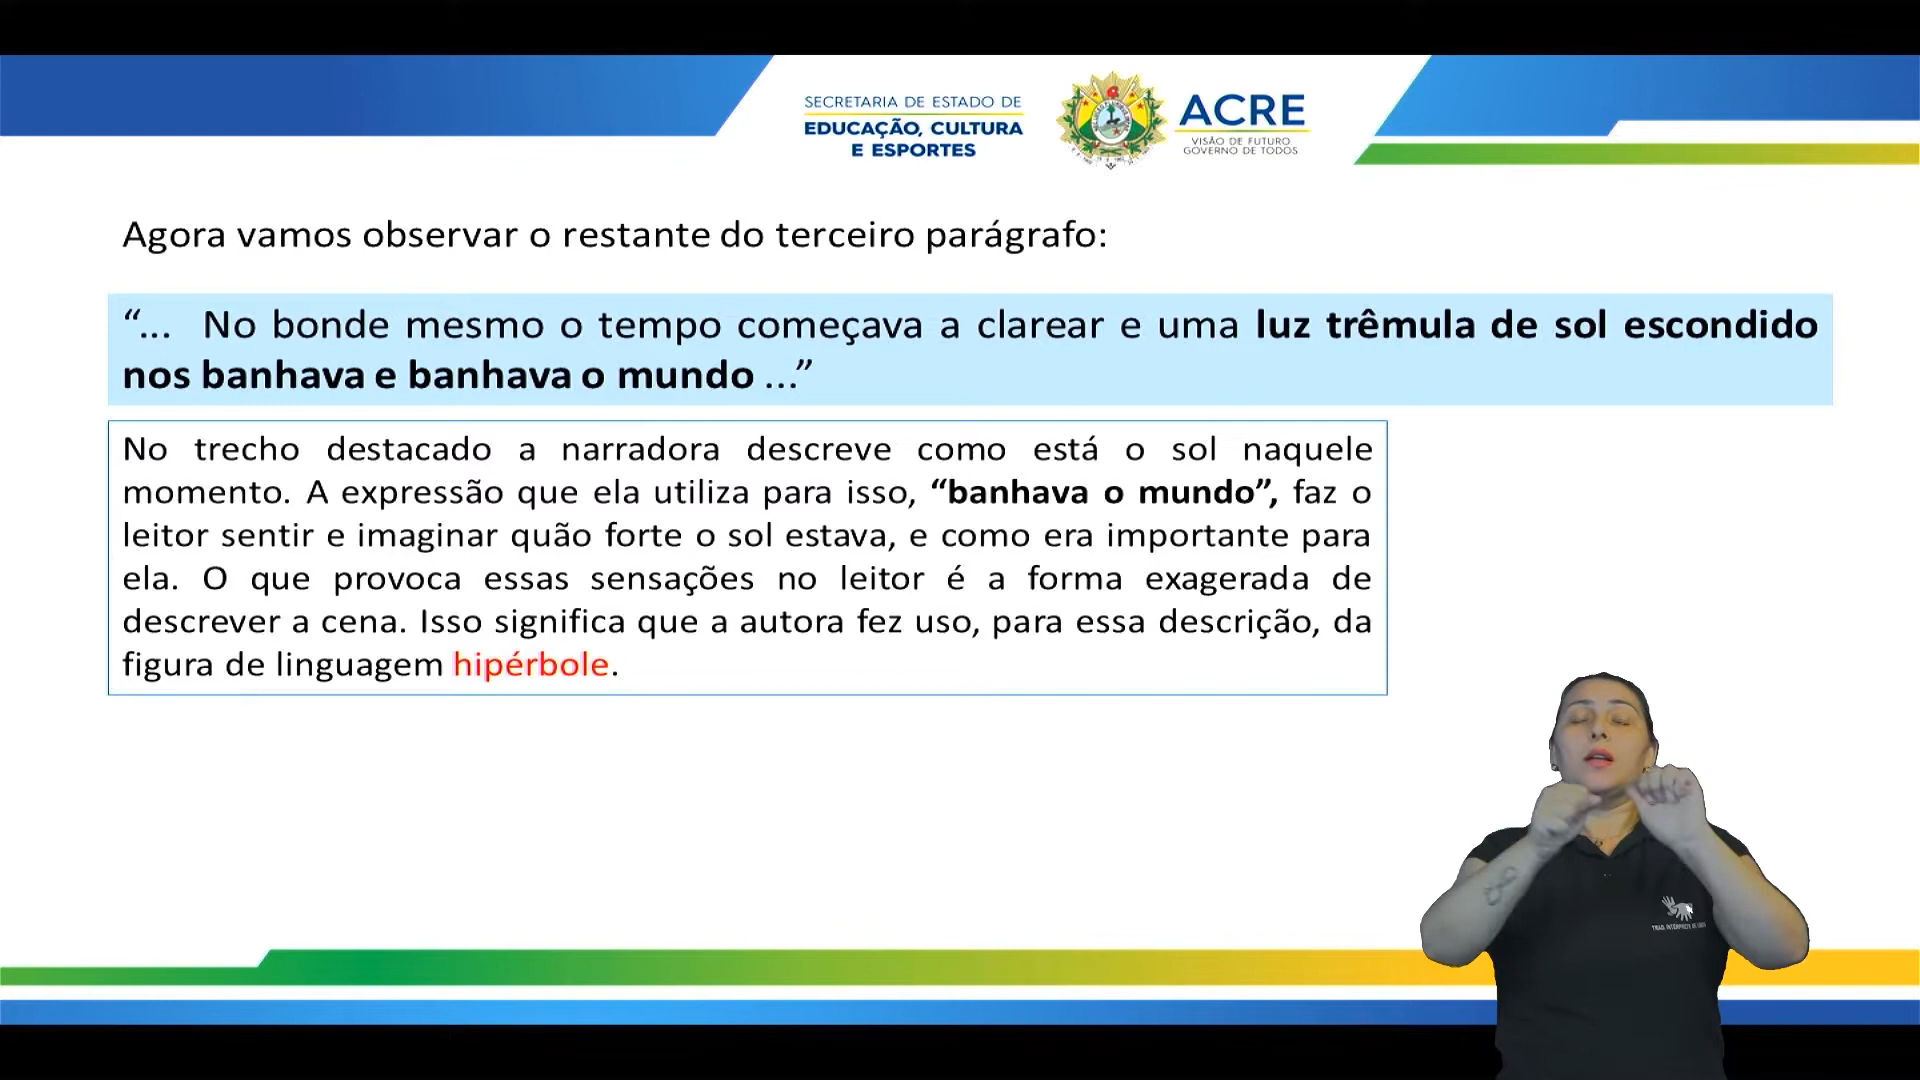 SECRETARIA DE ESTADO DE
EDUCAÇÃO, CULTURA
E ESPORTES
ACRE
VISÃO DE FUTURO
GOVERNO DE TODOS
Agora vamos observar o restante do terceiro parágrafo:
“... No bonde mesmo o tempo começava a clarear e uma luz trêmula de sol escondido
nos banhava e banhava o mundo ...”
No trecho destacado a narradora descreve como está o sol naquele
momento. A expressão que ela utiliza para isso, “banhava o mundo”, faz o
leitor sentir e imaginar quão forte o sol estava, e como era importante para
ela. O que provoca essas sensações no leitor é a forma exagerada de
descrever a cena. Isso significa que a autora fez uso, para essa descrição, da
figura de linguagem hipérbole.